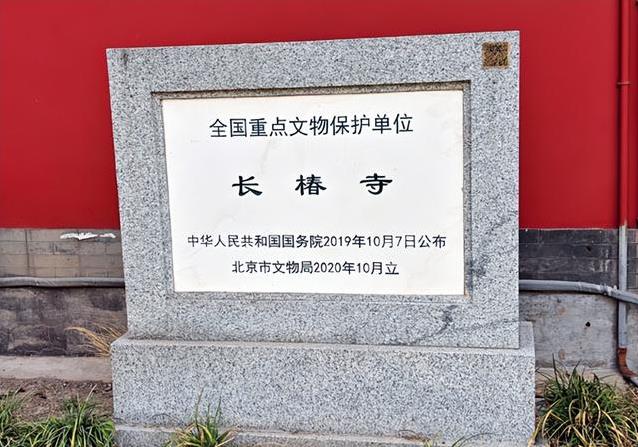 全国重点文物保护单位
长椿寺
中华人民共和国国务院2019年10月7日公布
北京市文物局2020年10月立